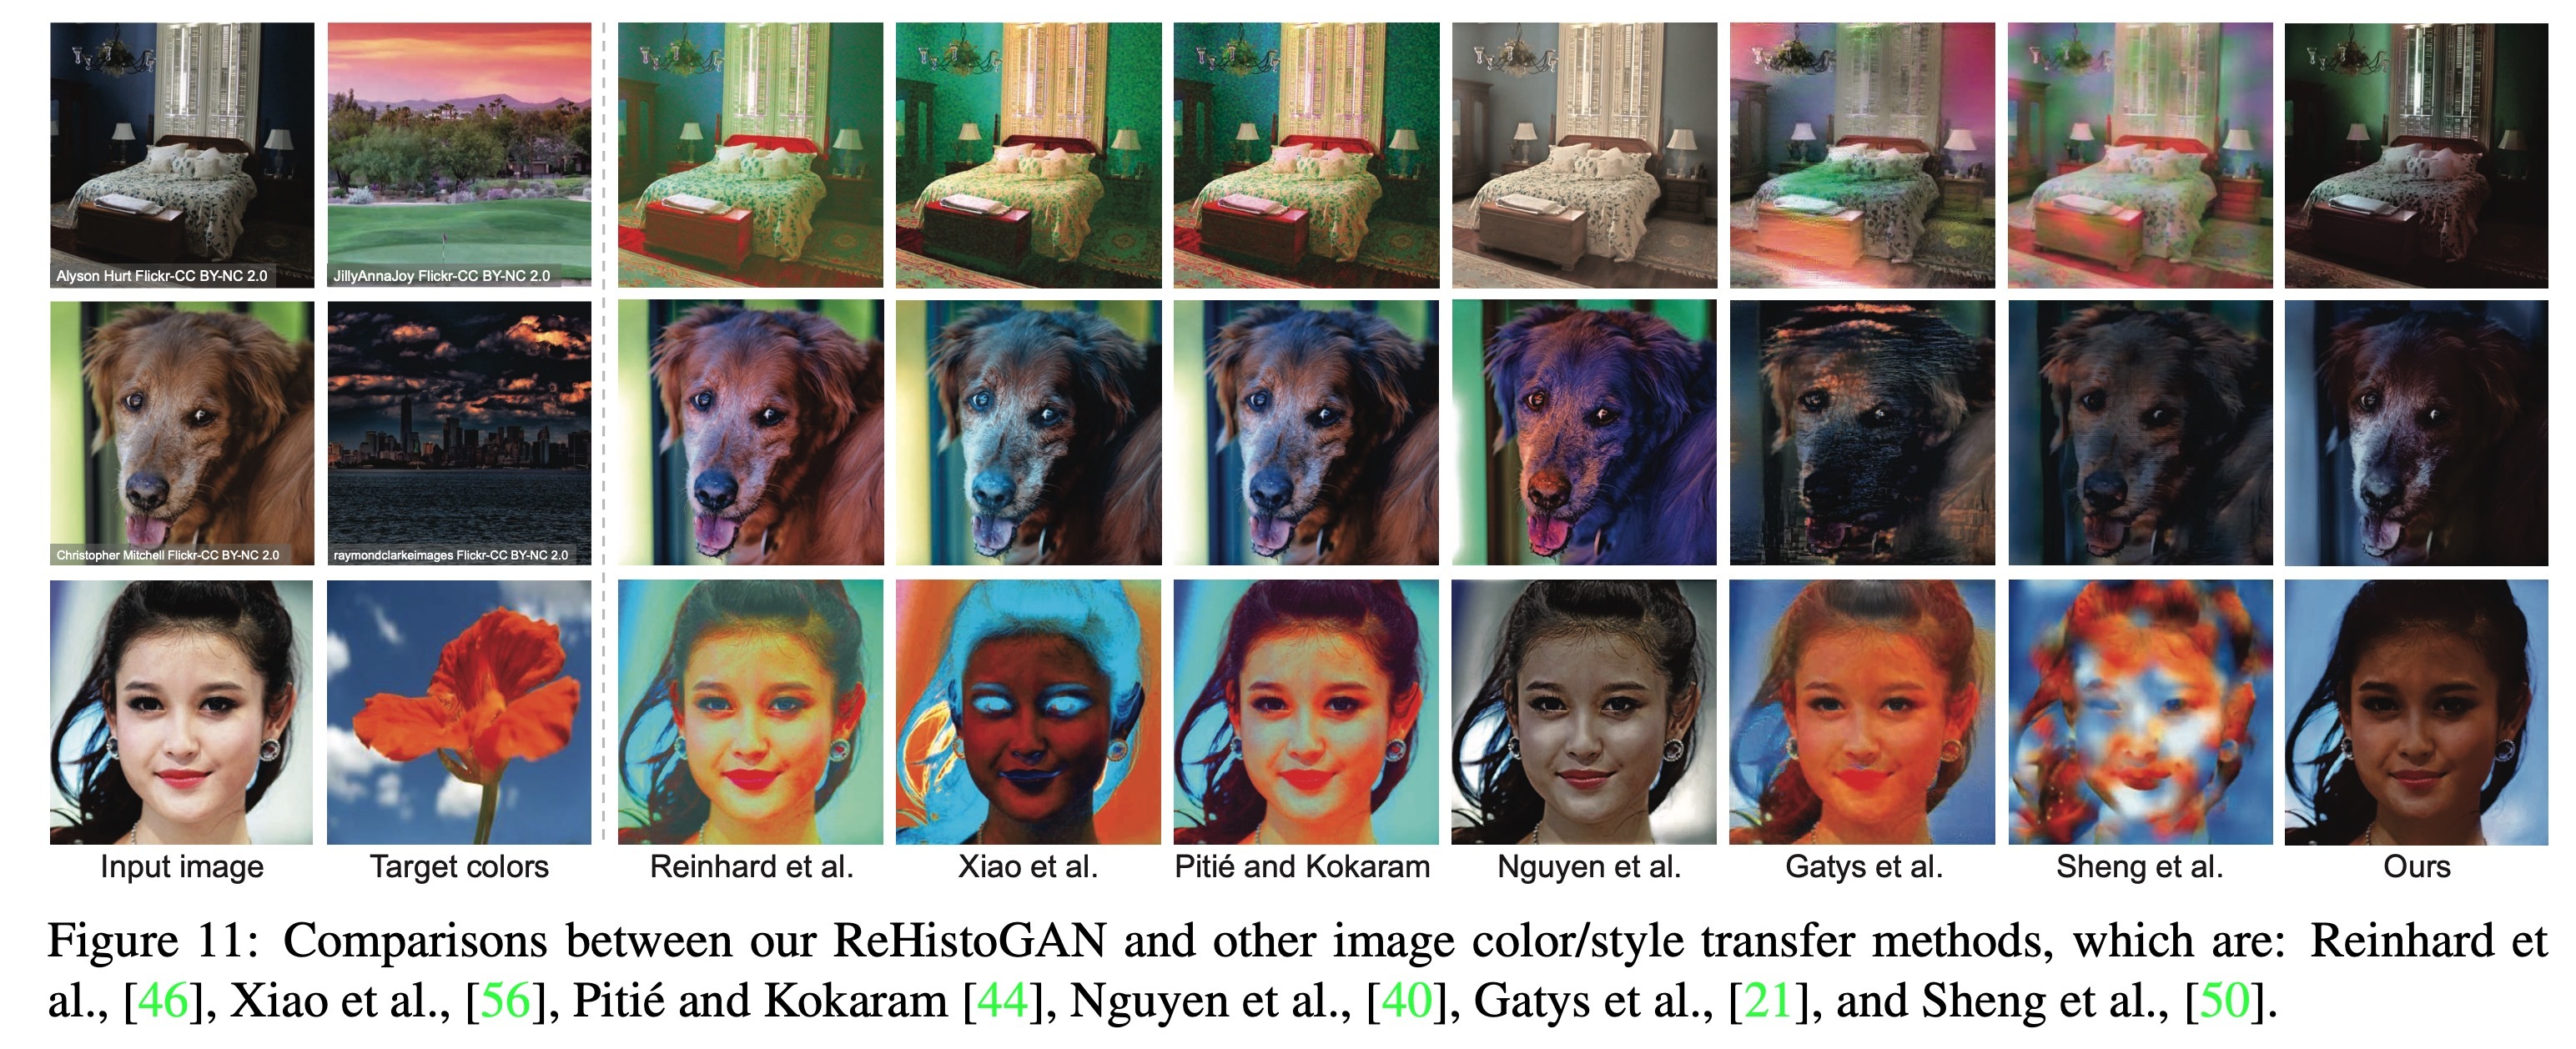 Alyson Hurt Flickr-CC BY-NC 2.0
JillyAnnaJoy Flickr-CC BY-NC 2.0
Christopher Mitchell Flickr-CC BY-NC 2.0
raymondclarkeimages Flickr-CC BY-NC 2.0
Input image
Target colors
Reinhard et al.
Xiao et al.
Pitié and Kokaram
Nguyen et al.
Gatys et al.
Sheng et al.
Ours
Figure 11: Comparisons between our ReHistoGAN and other image color/style transfer methods, which are: Reinhard et
al., [46], Xiao et al., [56], Pitié and Kokaram [44], Nguyen et al., [40], Gatys et al., [21], and Sheng et al., [50].